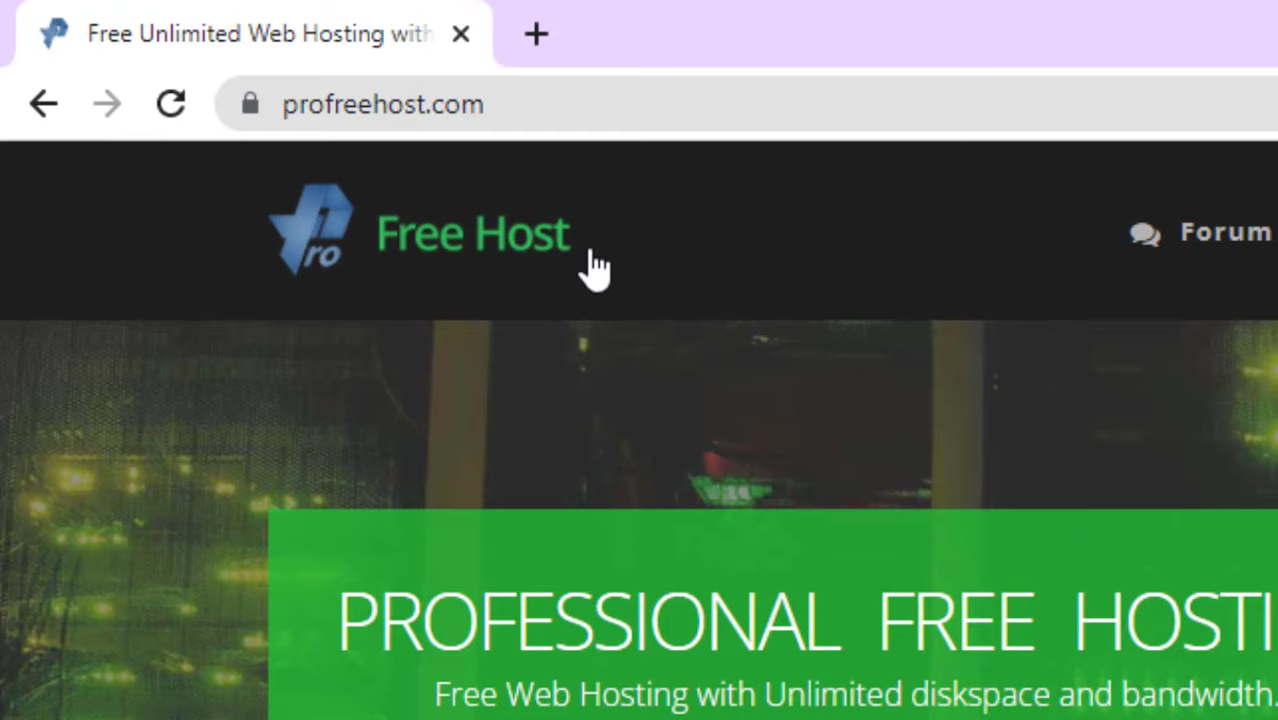 Free Unlimited Web Hosting with
profreehost.com
Pro Free Host
Forum
PROFESSIONAL FREE HOSTI
Free Web Hosting with Unlimited diskspace and bandwidth.